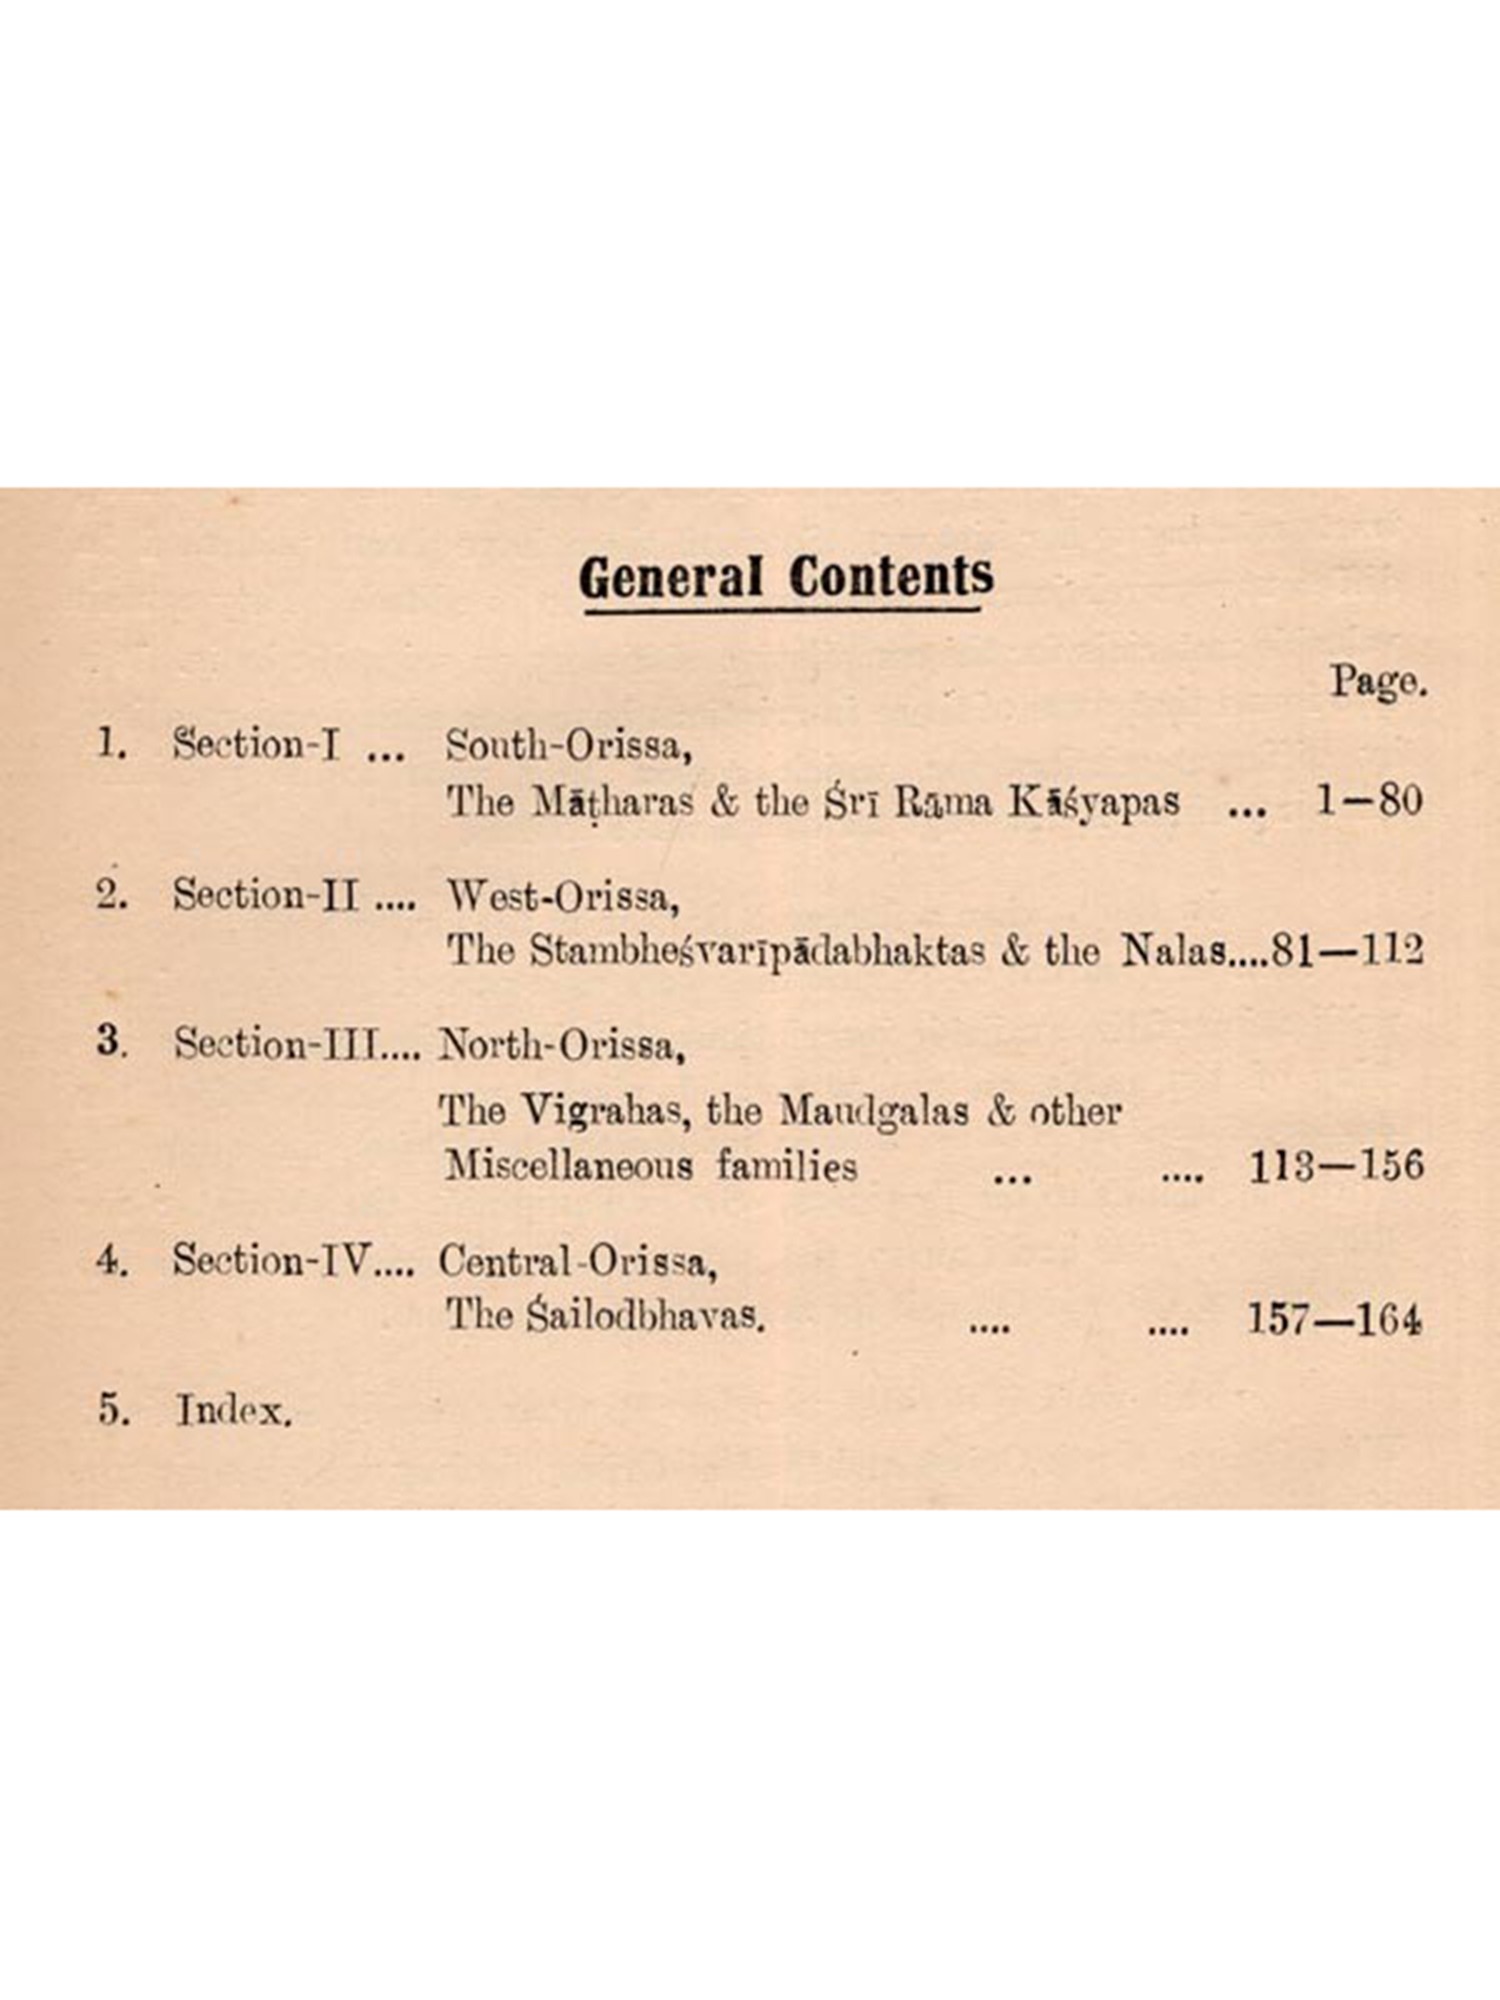 General Contents
Page.
1. Section-I ... South-Orissa,
The Māṭharas & the Śrī Rāma Kāśyapas ... 1—80
2. Section-II .... West-Orissa,
The Stambheśvarīpādabhaktas & the Nalas....81—112
3. Section-III.... North-Orissa,
The Vigrahas, the Maudgalas & other
Miscellaneous families ... .... 113—156
4. Section-IV.... Central-Orissa,
The Śailodbhavas. .... .... 157—164
5. Index.